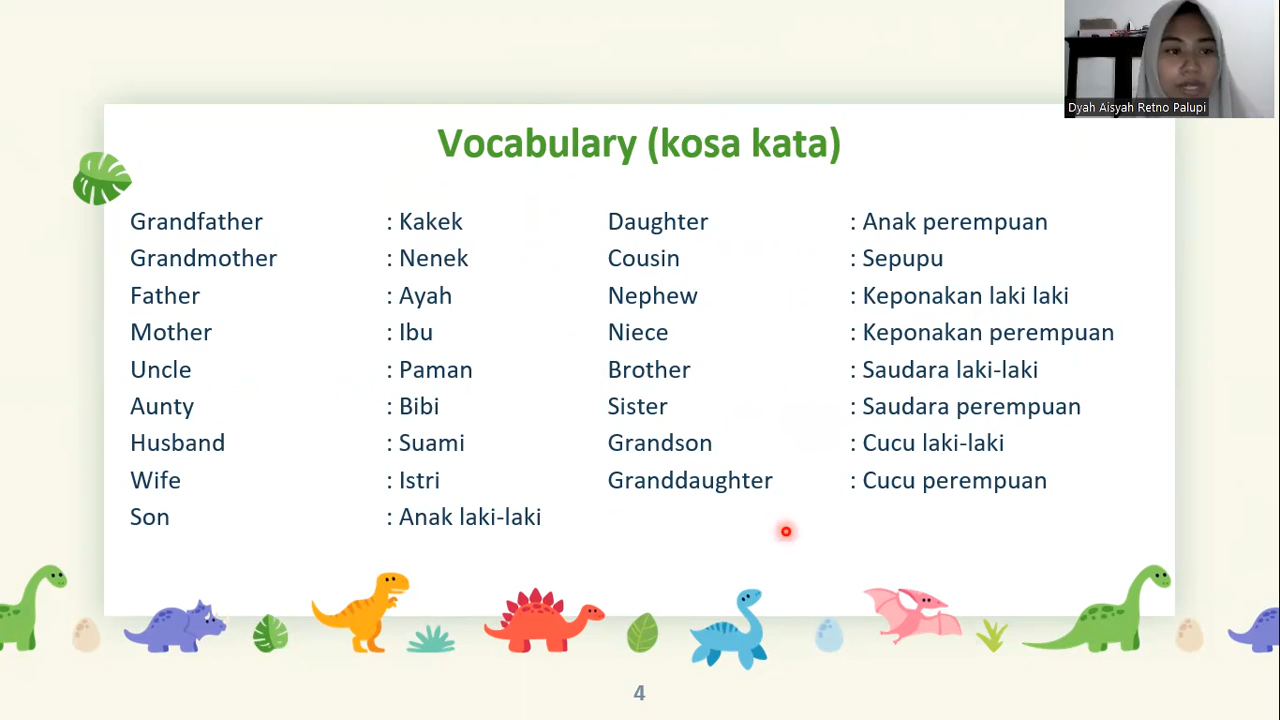 Dyah Aisyah Retno Palupi
Vocabulary (kosa kata)
Grandfather : Kakek
Grandmother : Nenek
Father : Ayah
Mother : Ibu
Uncle : Paman
Aunty : Bibi
Husband : Suami
Wife : Istri
Son : Anak laki-laki
Daughter : Anak perempuan
Cousin : Sepupu
Nephew : Keponakan laki laki
Niece : Keponakan perempuan
Brother : Saudara laki-laki
Sister : Saudara perempuan
Grandson : Cucu laki-laki
Granddaughter : Cucu perempuan
4